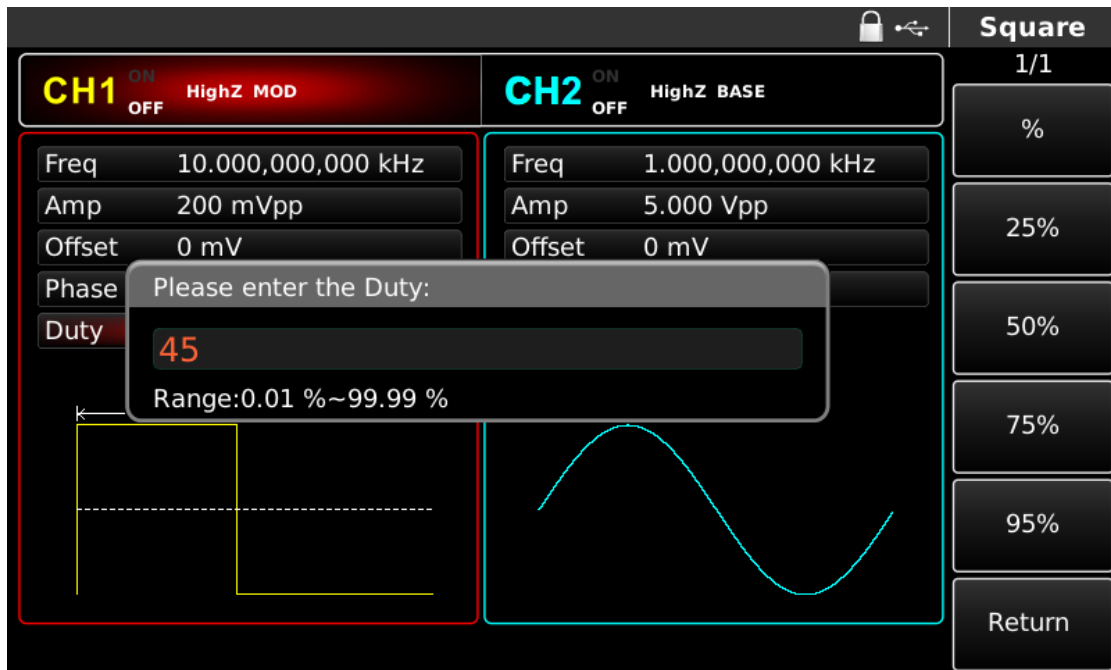 Square
1/1
CH1 ON OFF HighZ MOD
CH2 ON OFF HighZ BASE
Freq 10.000,000,000 kHz
Amp 200 mVpp
Offset 0 mV
Phase
Duty
Freq 1.000,000,000 kHz
Amp 5.000 Vpp
Offset 0 mV
Please enter the Duty:
45
Range:0.01 %~99.99 %
%
25%
50%
75%
95%
Return